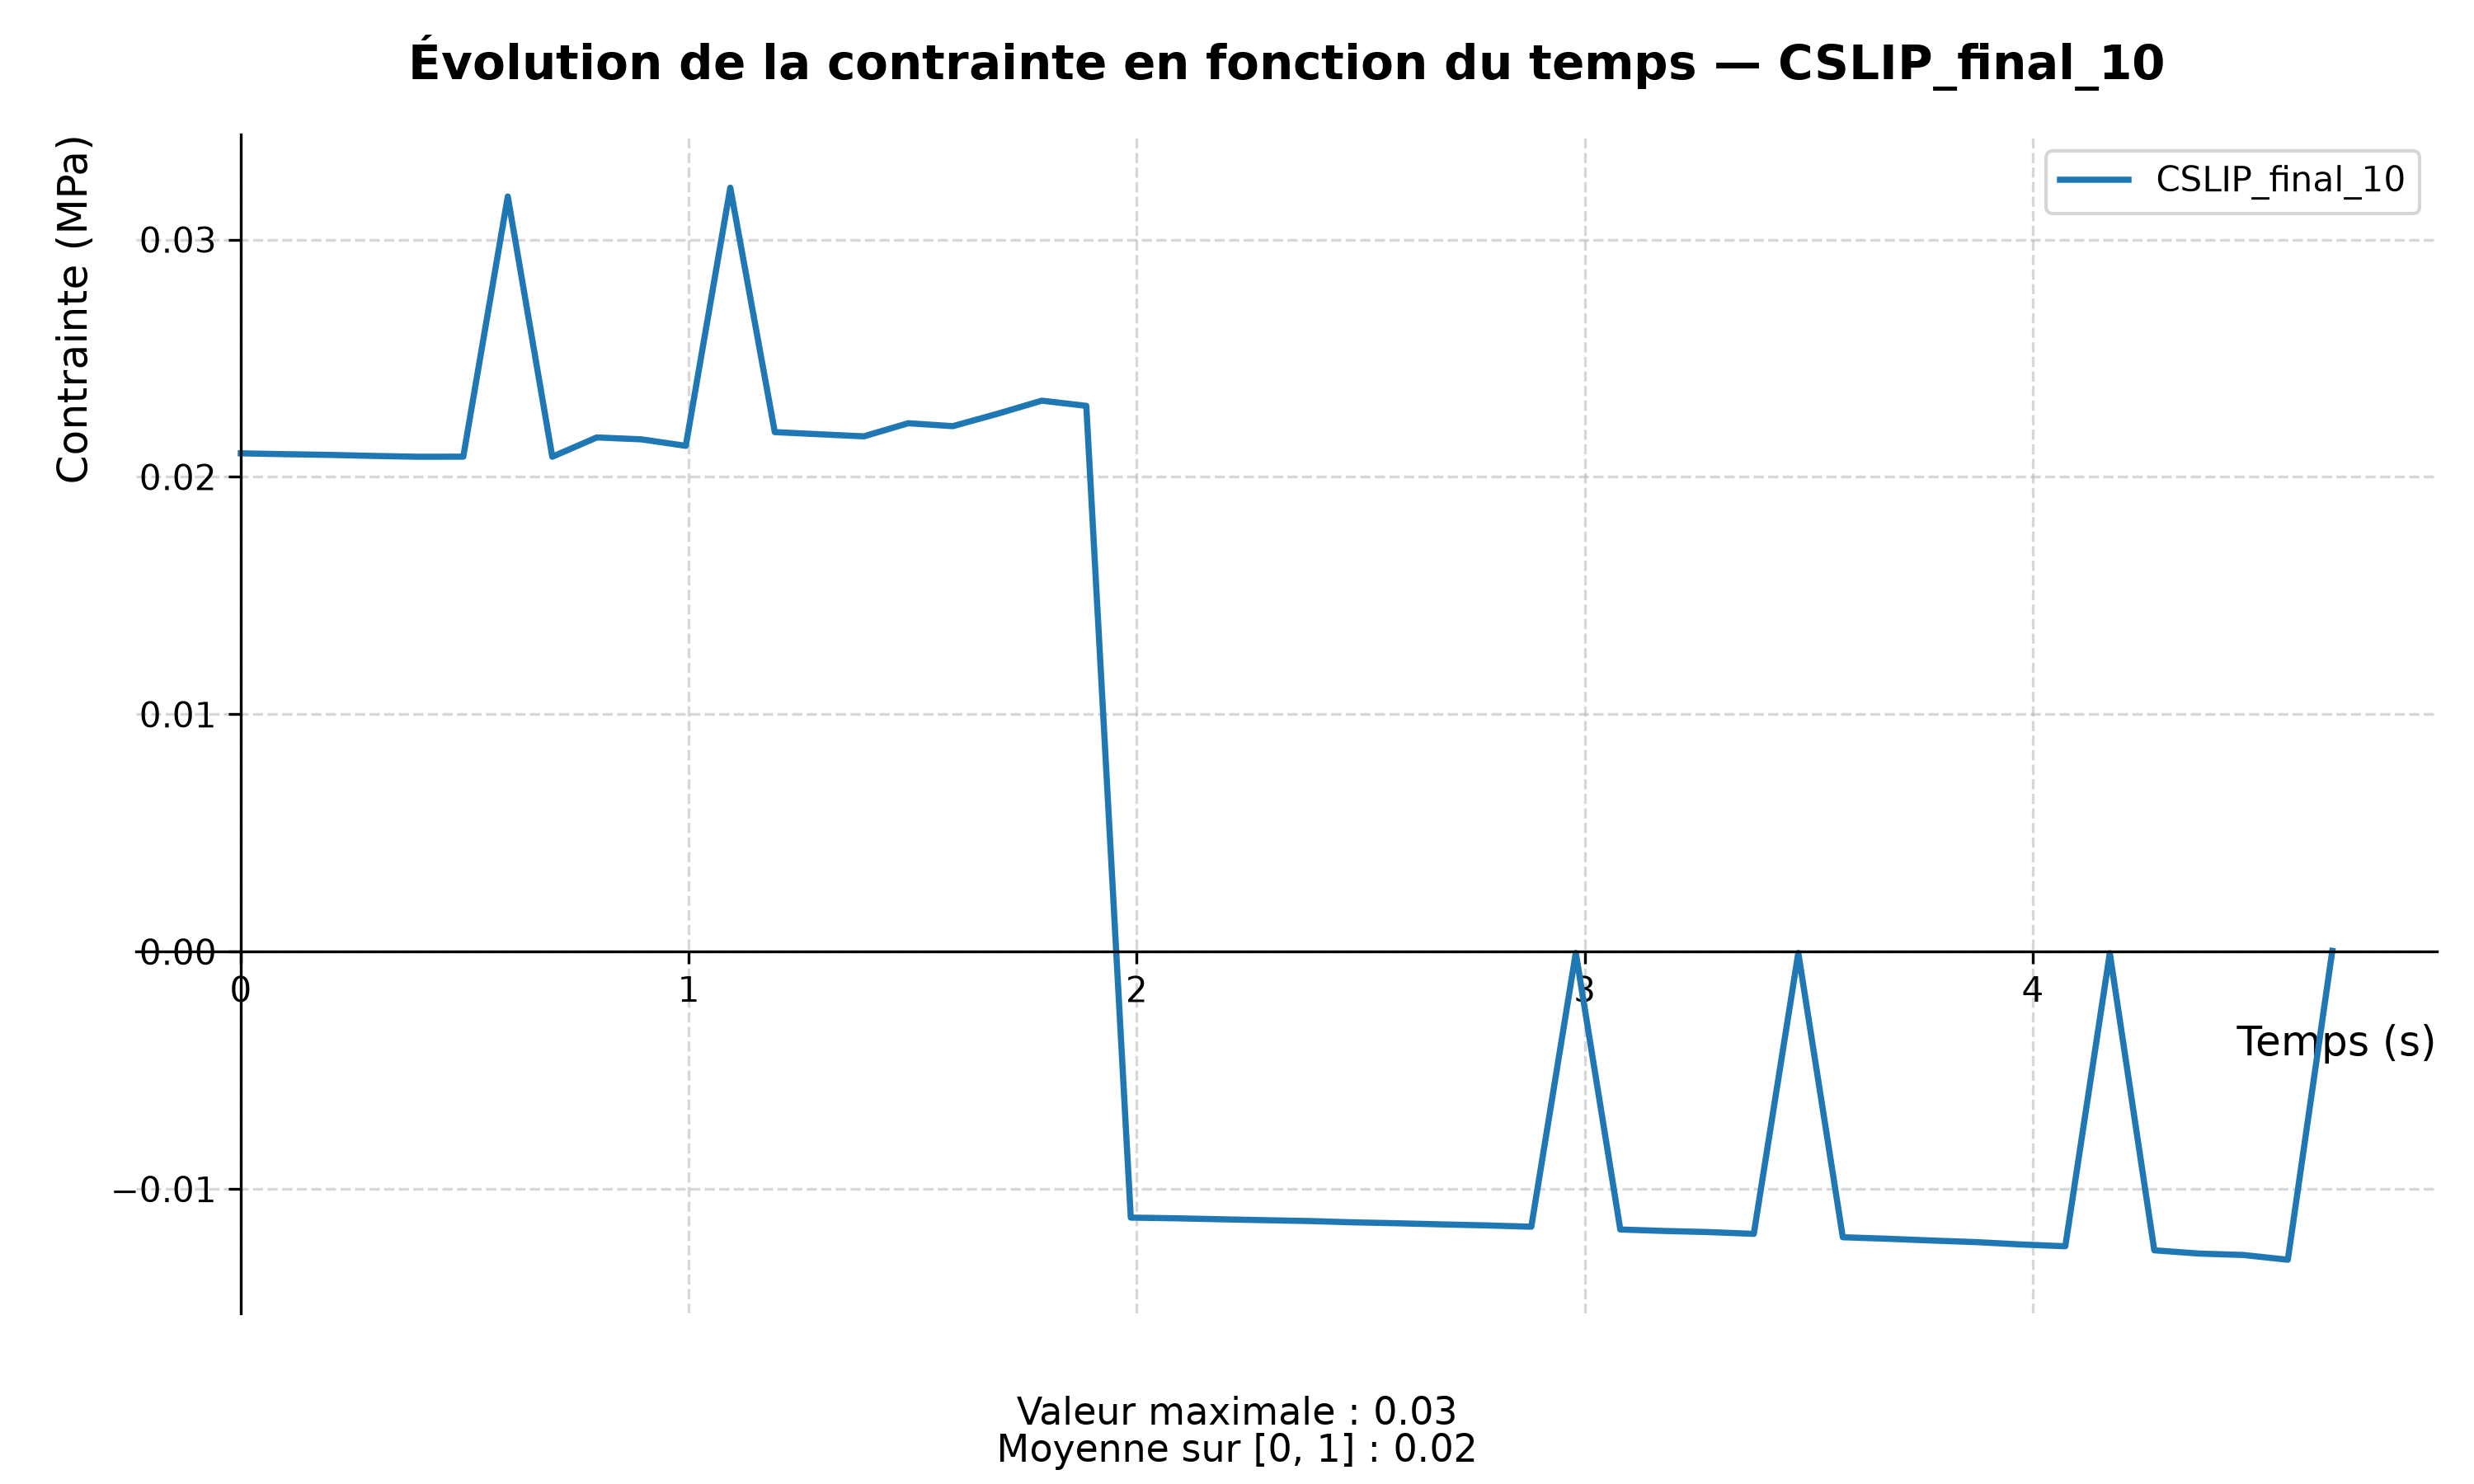 Évolution de la contrainte en fonction du temps — CSLIP_final_10
Contrainte (MPa)
CSLIP_final_10
0.03
0.02
0.01
0.00
−0.01
0
1
2
3
4
Temps (s)
Valeur maximale : 0.03
Moyenne sur [0, 1] : 0.02